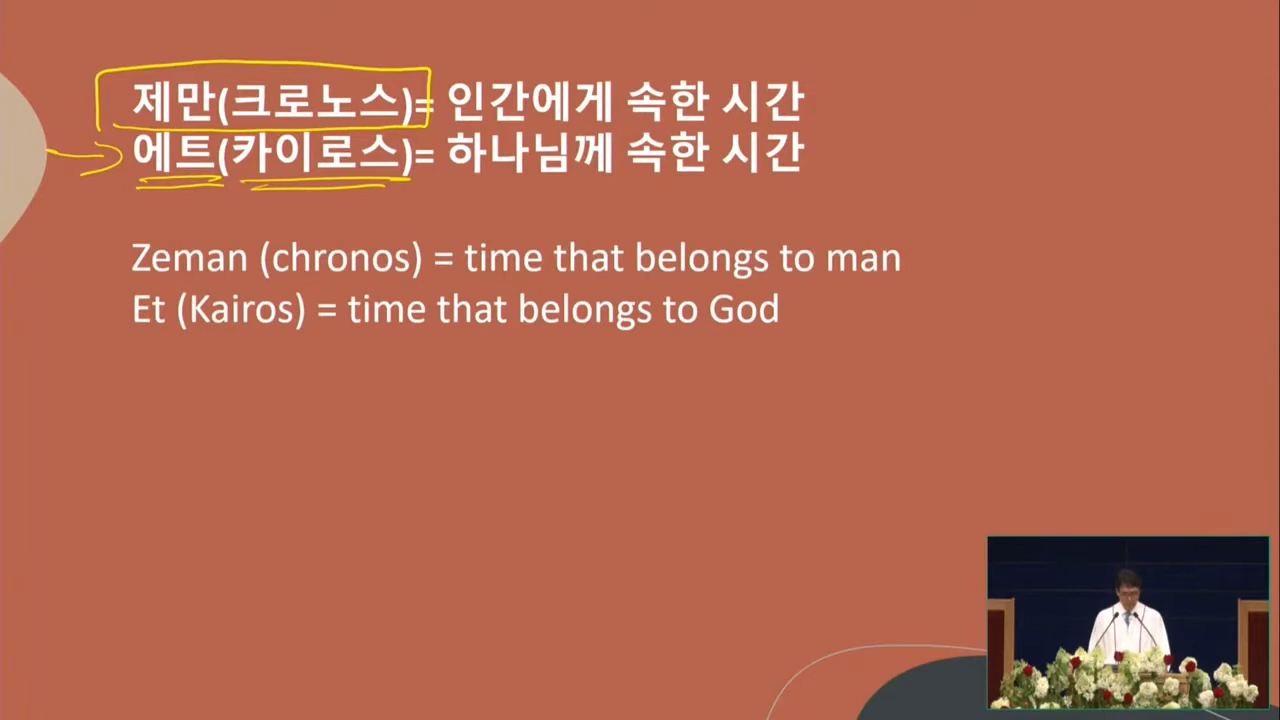 제만(크로노스)= 인간에게 속한 시간
에트(카이로스)= 하나님께 속한 시간
Zeman (chronos) = time that belongs to man
Et (Kairos) = time that belongs to God